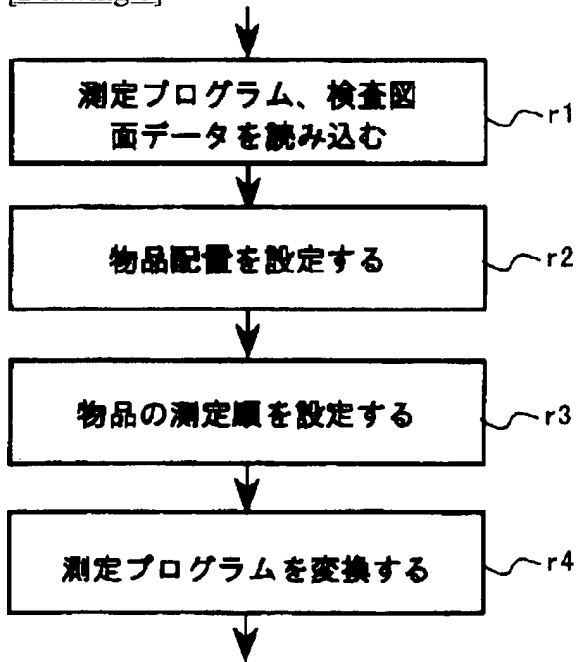 測定プログラム、検査図
面データを読み込む
r1
物品配置を設定する
r2
物品の測定順を設定する
r3
測定プログラムを変換する
r4